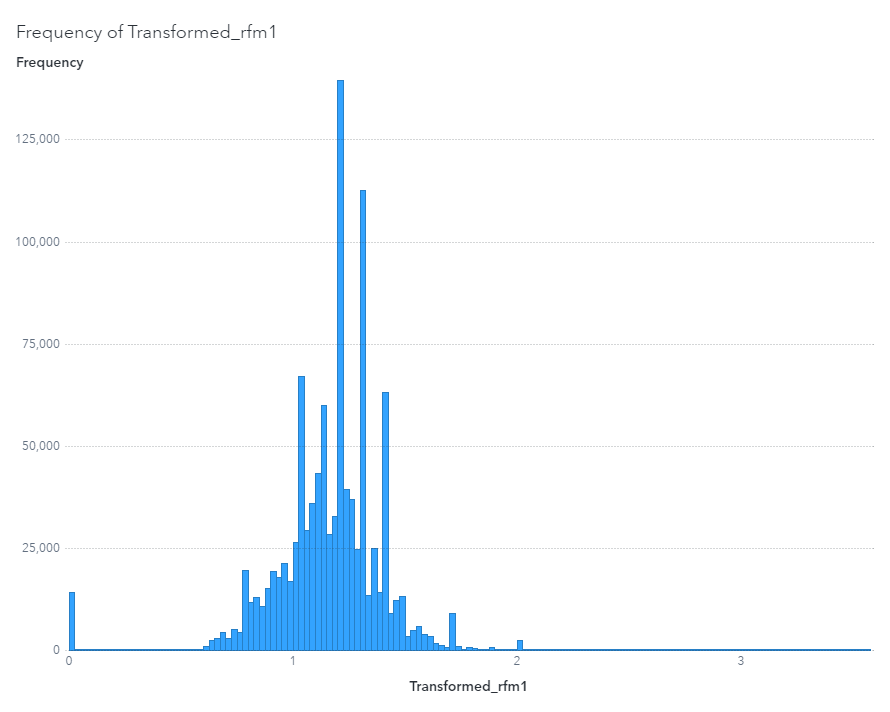 Frequency of Transformed_rfm1
Frequency
125,000
100,000
75,000
50,000
25,000
0
0 1 2 3
Transformed_rfm1